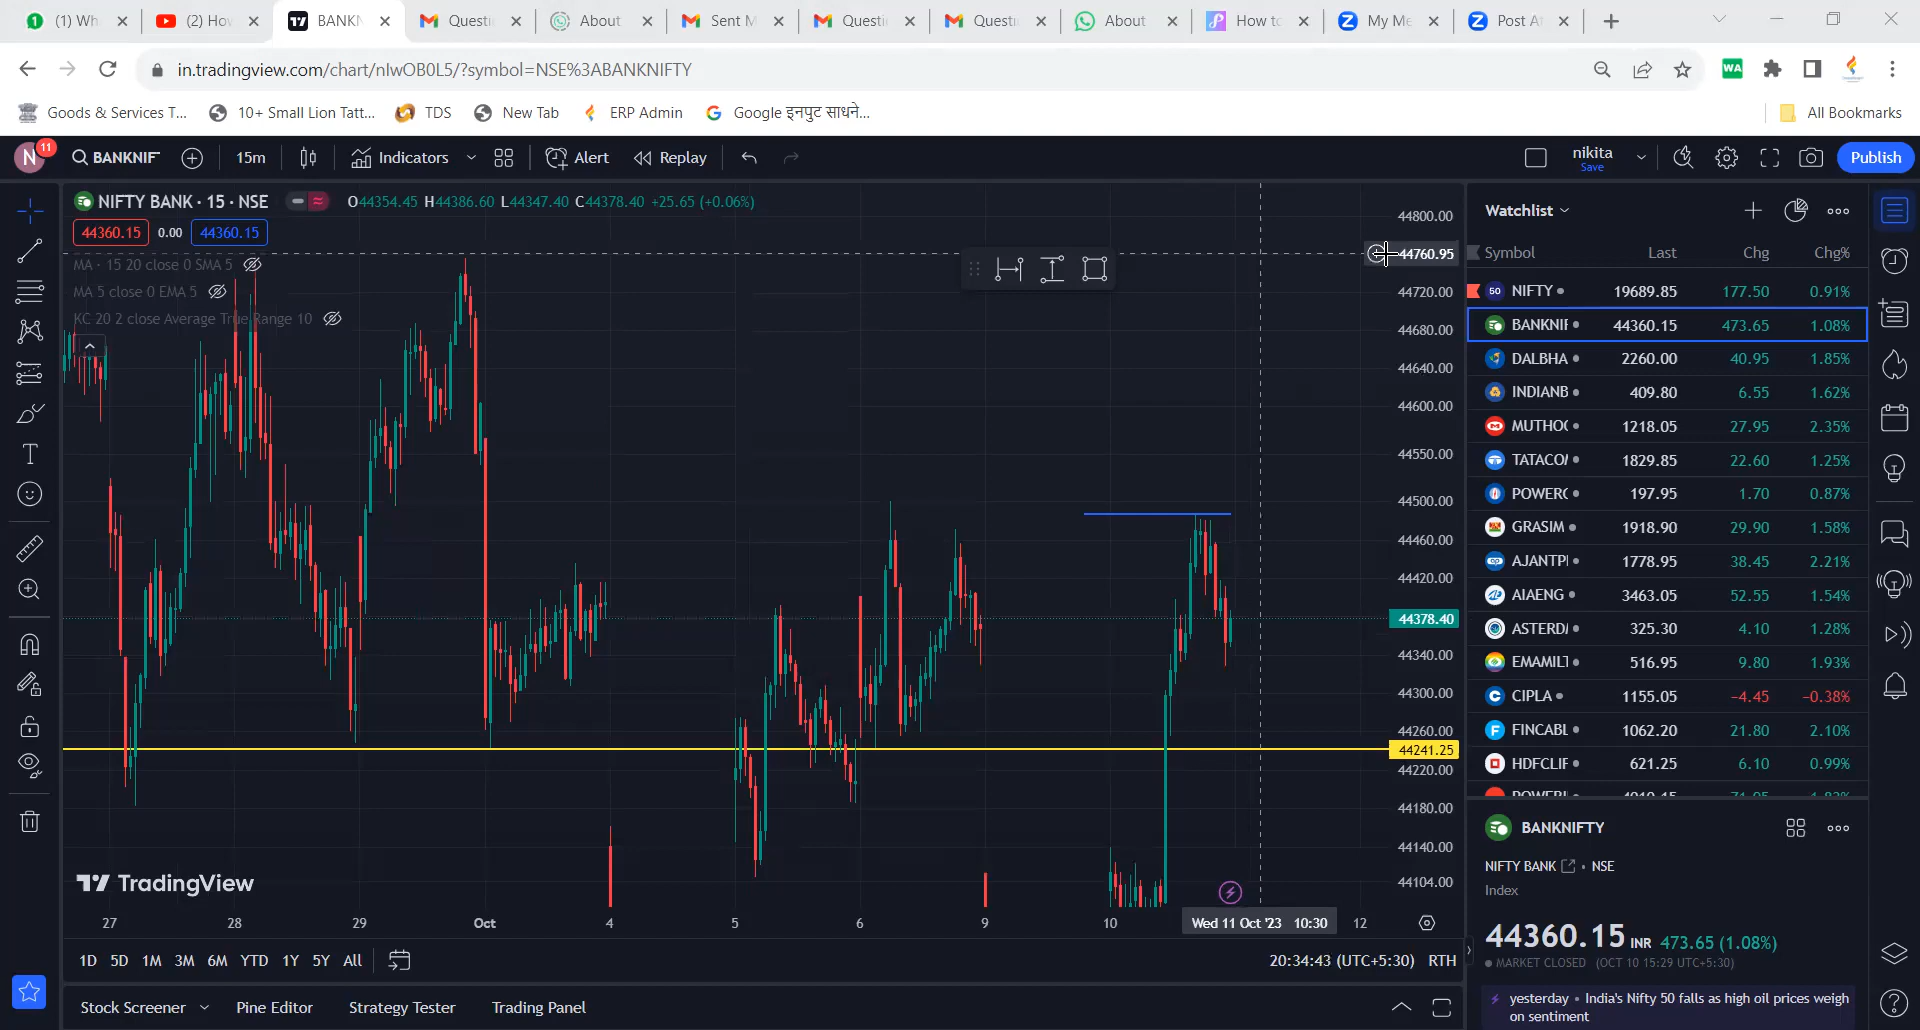 (1) Wh
(2) Hov
BANKN
Questi
About
Sent M
Questi
Questi
About
How to
My Me
Post A
in.tradingview.com/chart/nIwOB0L5/?symbol=NSE%3ABANKNIFTY
WA
Goods & Services T...
10+ Small Lion Tatt...
TDS
New Tab
ERP Admin
Google इनपुट साधने...
All Bookmarks
N 11
BANKNIF
15m
Indicators
Alert
Replay
nikita
Save
Publish
NIFTY BANK · 15 · NSE
O44354.45 H44386.60 L44347.40 C44378.40 +25.65 (+0.06%)
44360.15 0.00 44360.15
MA · 15 20 close 0 SMA 5
MA 5 close 0 EMA 5
KC 20 2 close Average True Range 10
44800.00
44760.95
44720.00
44680.00
44640.00
44600.00
44550.00
44500.00
44460.00
44420.00
44378.40
44340.00
44300.00
44260.00
44241.25
44220.00
44180.00
44140.00
44104.00
TradingView
27 28 29 Oct 4 5 6 9 10 Wed 11 Oct '23 10:30 12
1D 5D 1M 3M 6M YTD 1Y 5Y All
20:34:43 (UTC+5:30) RTH
Stock Screener Pine Editor Strategy Tester Trading Panel
Watchlist
Symbol Last Chg Chg%
50 NIFTY 19689.85 177.50 0.91%
BANKNIF 44360.15 473.65 1.08%
DALBHA 2260.00 40.95 1.85%
INDIANB 409.80 6.55 1.62%
MUTHOO 1218.05 27.95 2.35%
TATACOI 1829.85 22.60 1.25%
POWERG 197.95 1.70 0.87%
GRASIM 1918.90 29.90 1.58%
AJANTPI 1778.95 38.45 2.21%
AIAENG 3463.05 52.55 1.54%
ASTERDI 325.30 4.10 1.28%
EMAMILT 516.95 9.80 1.93%
CIPLA 1155.05 −4.45 −0.38%
FINCABL 1062.20 21.80 2.10%
HDFCLIF 621.25 6.10 0.99%
BANKNIFTY
NIFTY BANK · NSE
Index
44360.15 INR 473.65 (1.08%)
MARKET CLOSED (OCT 10 15:29 UTC+5:30)
yesterday · India's Nifty 50 falls as high oil prices weigh
on sentiment